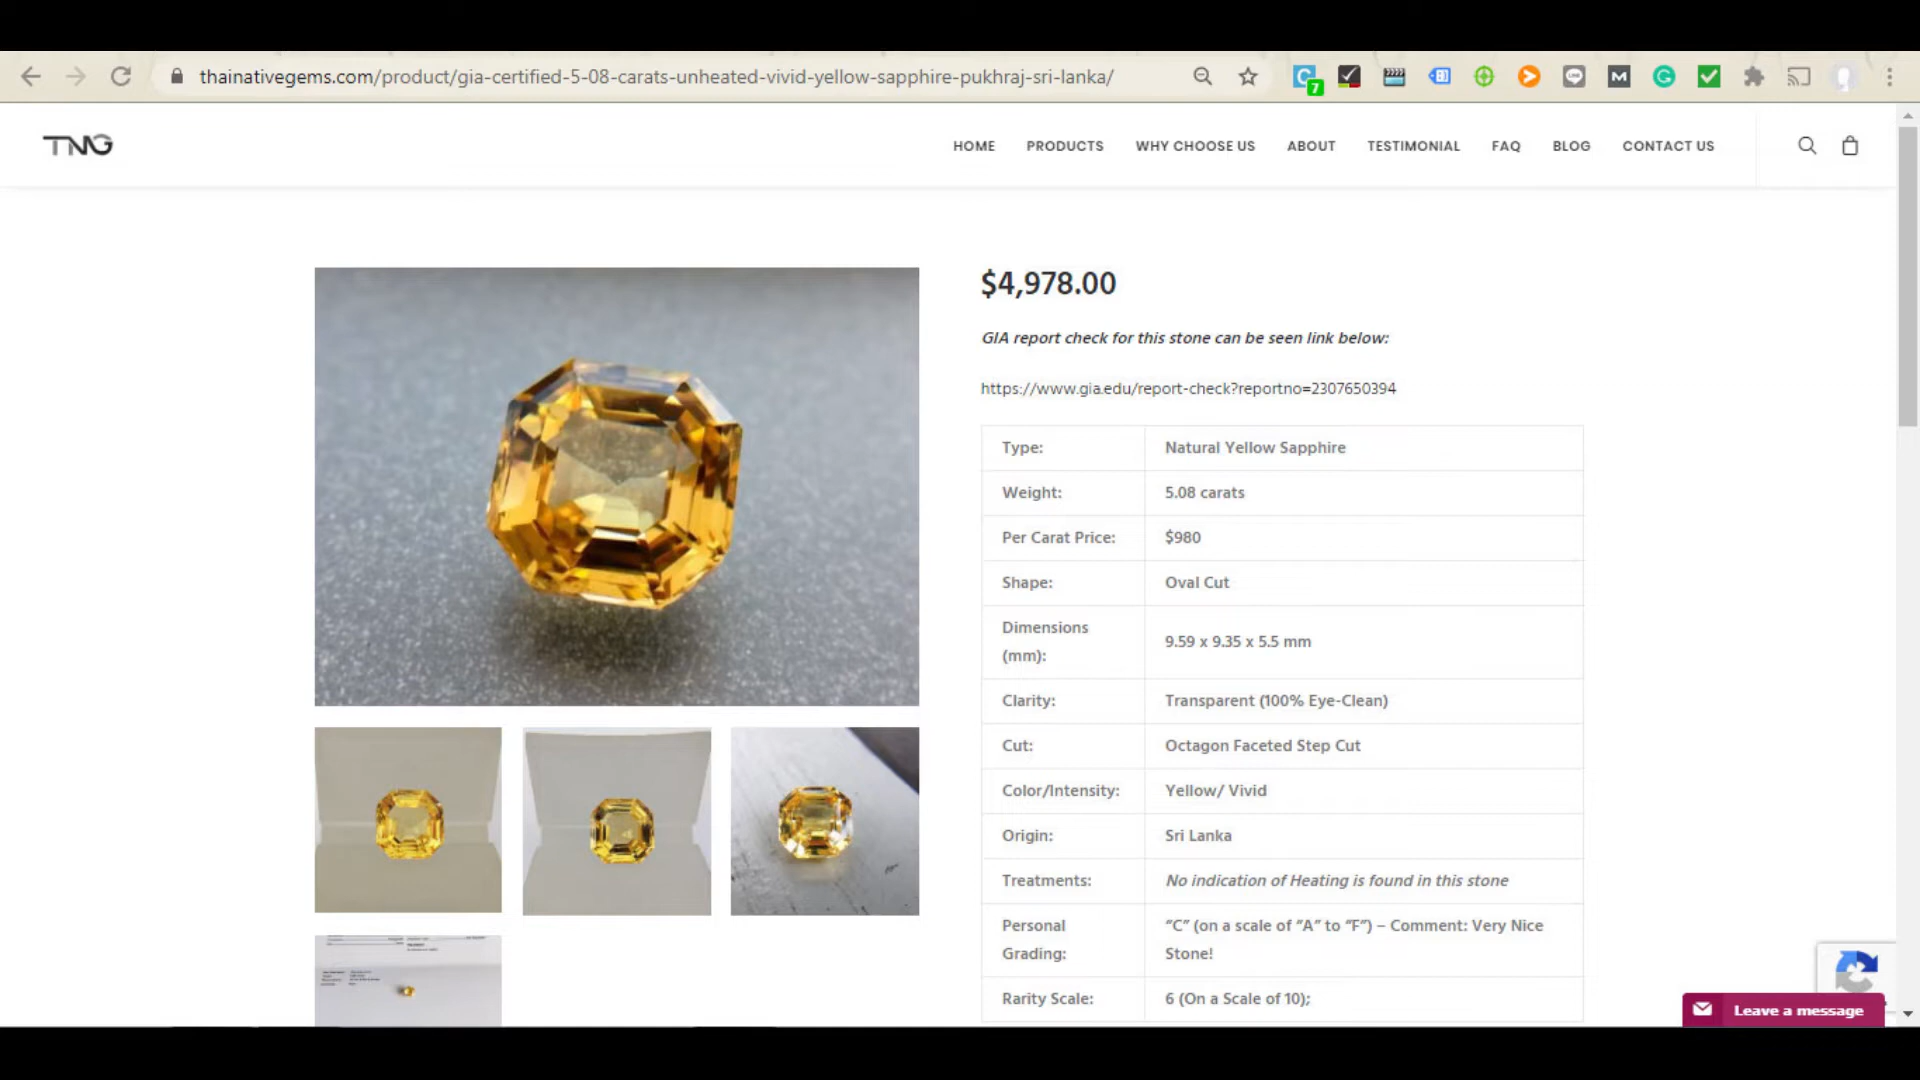 thainativegems.com/product/gia-certified-5-08-carats-unheated-vivid-yellow-sapphire-pukhraj-sri-lanka/
7
M
G
TNG
HOME
PRODUCTS
WHY CHOOSE US
ABOUT
TESTIMONIAL
FAQ
BLOG
CONTACT US
$4,978.00
GIA report check for this stone can be seen link below:
https://www.gia.edu/report-check?reportno=2307650394
Type: Natural Yellow Sapphire
Weight: 5.08 carats
Per Carat Price: $980
Shape: Oval Cut
Dimensions
(mm):
9.59 x 9.35 x 5.5 mm
Clarity: Transparent (100% Eye-Clean)
Cut: Octagon Faceted Step Cut
Color/Intensity: Yellow/ Vivid
Origin: Sri Lanka
Treatments: No indication of Heating is found in this stone
Personal
Grading:
“C” (on a scale of “A” to “F”) – Comment: Very Nice
Stone!
Rarity Scale: 6 (On a Scale of 10);
Leave a message